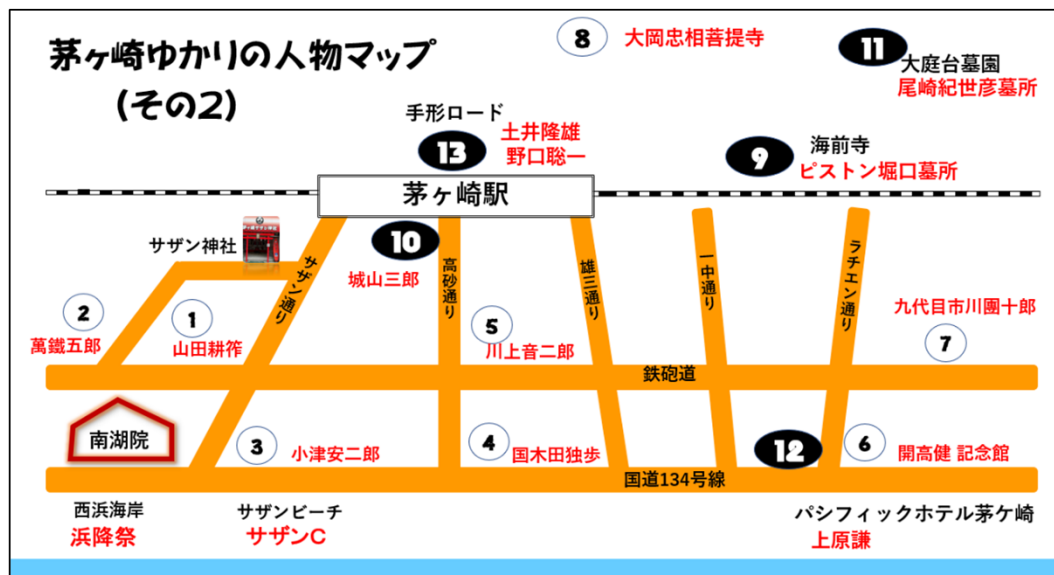 茅ヶ崎ゆかりの人物マップ
(その2)
8
大岡忠相菩提寺
11
大庭台墓園
尾崎紀世彦墓所
手形ロード
13
土井隆雄
野口聡一
9
海前寺
ピストン堀口墓所
茅ヶ崎駅
サザン神社
サザン通り
10
城山三郎
高砂通り
雄三通り
一中通り
ラチエン通り
2
萬鐵五郎
1
山田耕筰
5
川上音二郎
九代目市川團十郎
7
鉄砲道
南湖院
3
小津安二郎
4
国木田独歩
12
6
開高健 記念館
国道134号線
西浜海岸
浜降祭
サザンビーチ
サザンC
パシフィックホテル茅ケ崎
上原謙